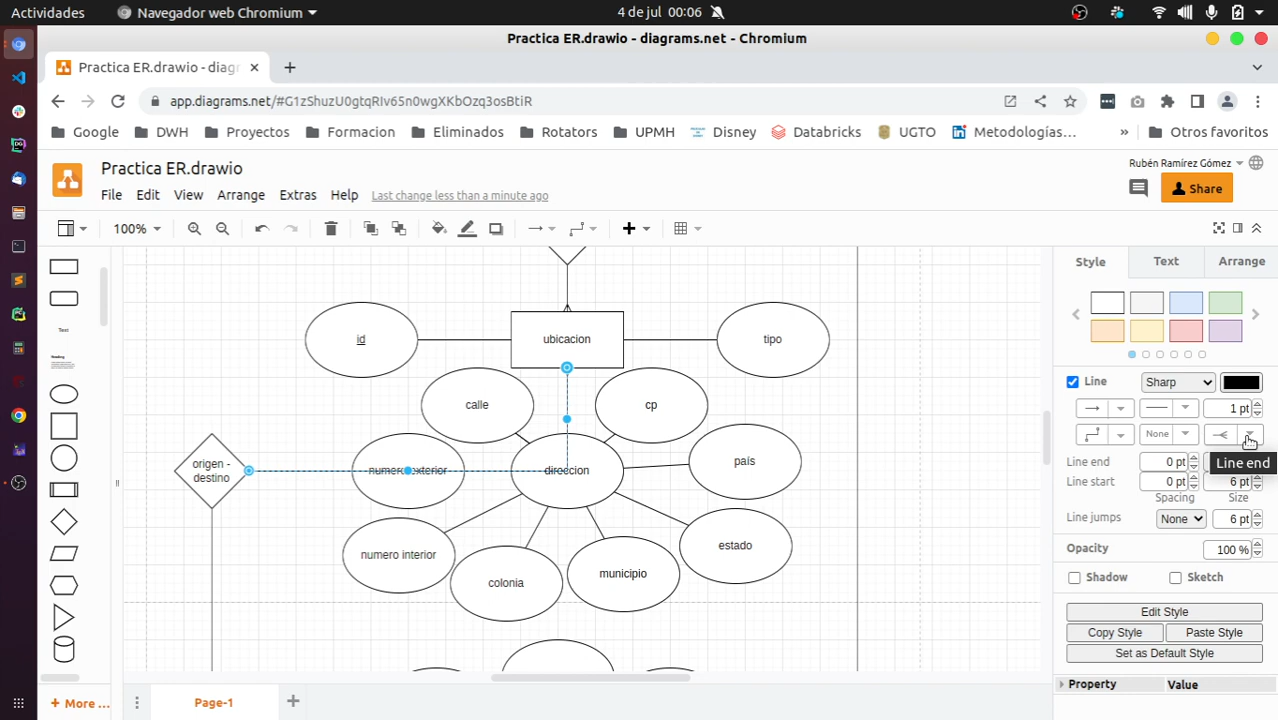 Actividades
Navegador web Chromium
4 de jul 00:06
Practica ER.drawio - diagrams.net - Chromium
Practica ER.drawio - diagr
app.diagrams.net/#G1zShuzU0gtqRIv65n0wgXKbOzq3osBtiR
Google
DWH
Proyectos
Formacion
Eliminados
Rotators
UPMH
Disney
Databricks
UGTO
Metodologías...
»
Otros favoritos
Practica ER.drawio
Rubén Ramírez Gómez
File
Edit
View
Arrange
Extras
Help
Last change less than a minute ago
Share
100%
Style
Text
Arrange
Text
Heading
id
ubicacion
tipo
calle
cp
origen -
destino
numero exterior
direccion
país
numero interior
colonia
municipio
estado
Line
Sharp
1 pt
None
Line end
0 pt
Line end
Line start
0 pt
6 pt
Spacing
Size
Line jumps
None
6 pt
Opacity
100 %
Shadow
Sketch
Edit Style
Copy Style
Paste Style
Set as Default Style
Property
Value
+ More ...
Page-1